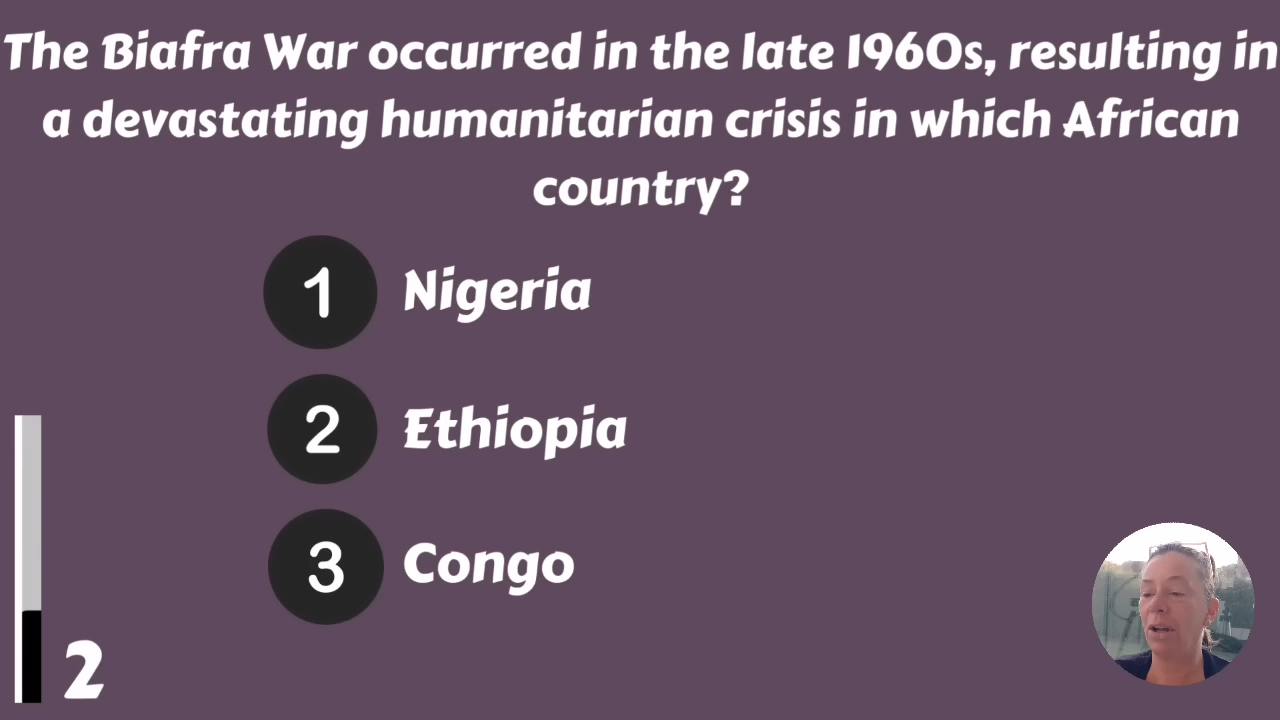 The Biafra War occurred in the late 1960s, resulting in
a devastating humanitarian crisis in which African
country?
1 Nigeria
2 Ethiopia
3 Congo
2